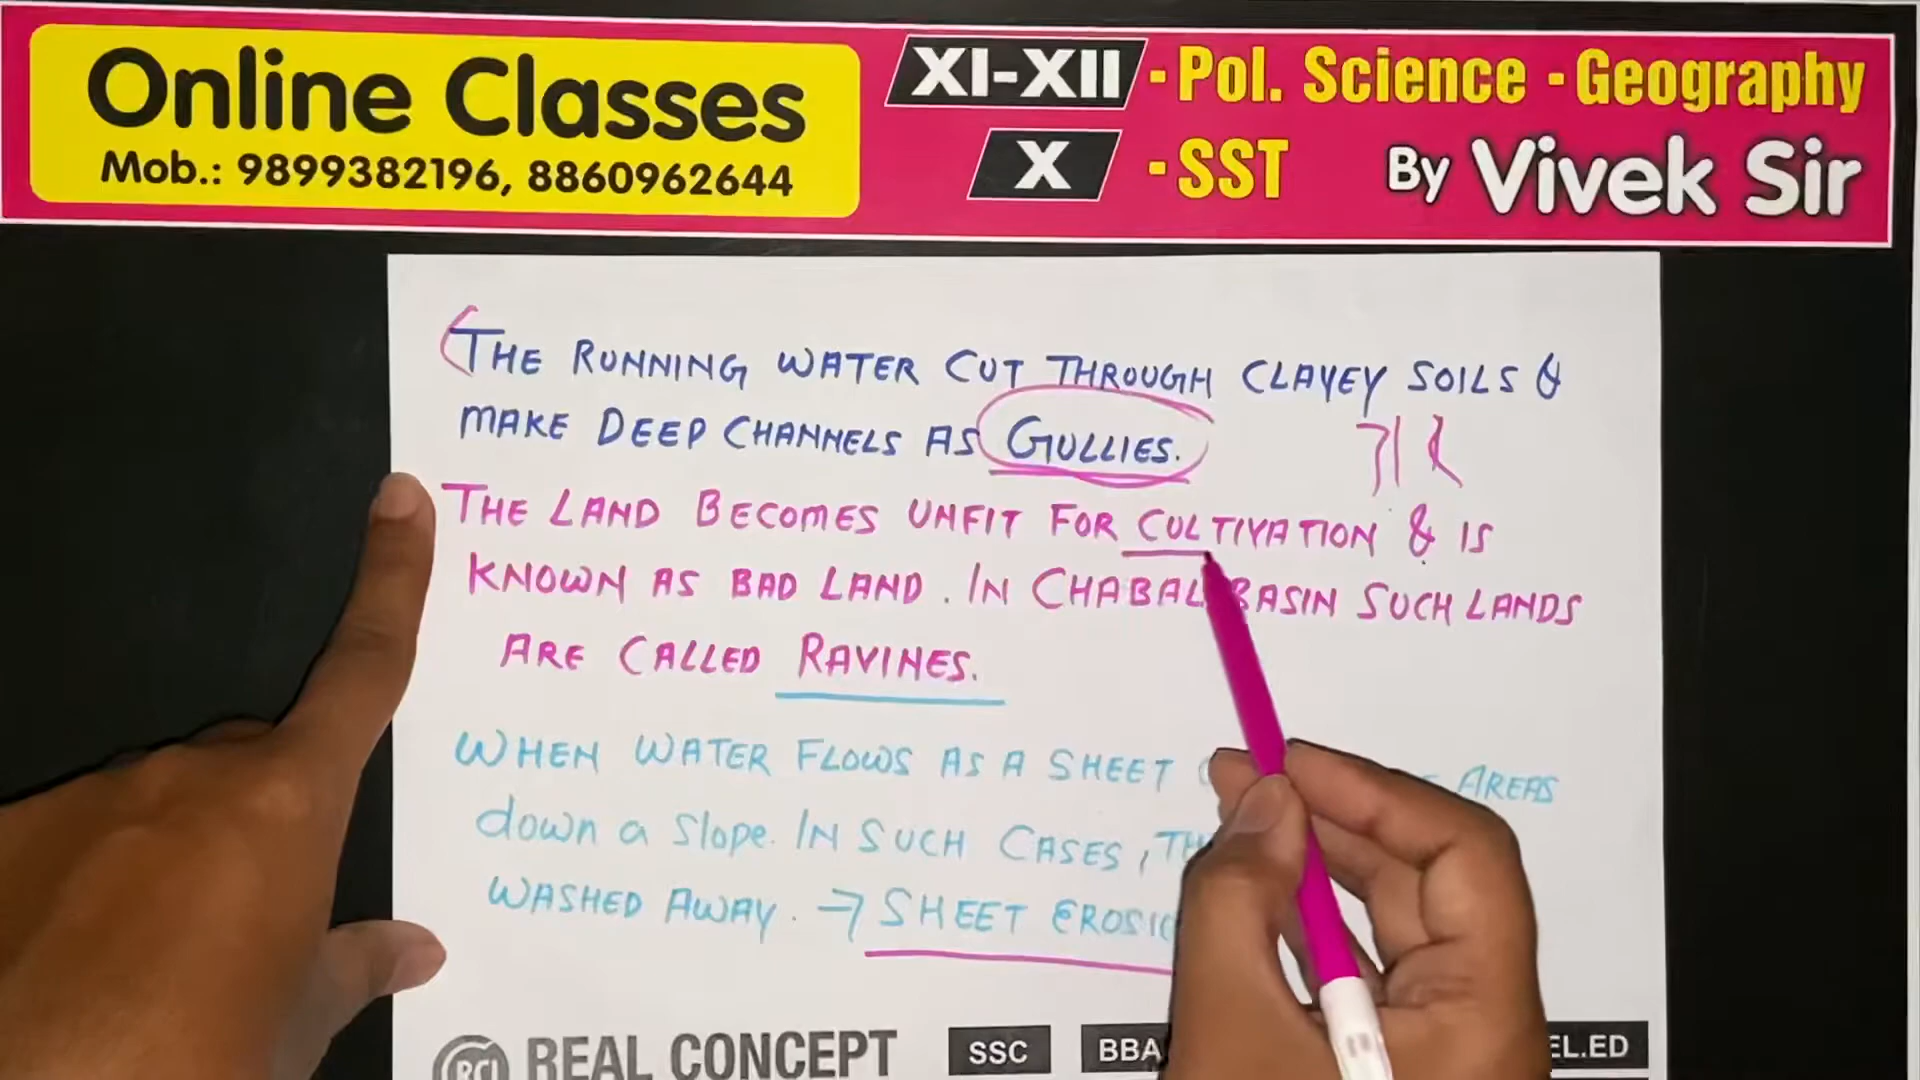 Online Classes
Mob.: 9899382196, 8860962644
XI-XII - Pol. Science - Geography
X - SST
By Vivek Sir
THE RUNNING WATER CUT THROUGH CLAYEY SOILS &
MAKE DEEP CHANNELS AS GULLIES.
THE LAND BECOMES UNFIT FOR CULTIVATION & IS
KNOWN AS BAD LAND. IN CHABAL BASIN SUCH LANDS
ARE CALLED RAVINES.
WHEN WATER FLOWS AS A SHEET AREAS
down a slope. IN SUCH CASES,
WASHED AWAY. → SHEET
REAL CONCEPT
SSC
BBA
EL.ED